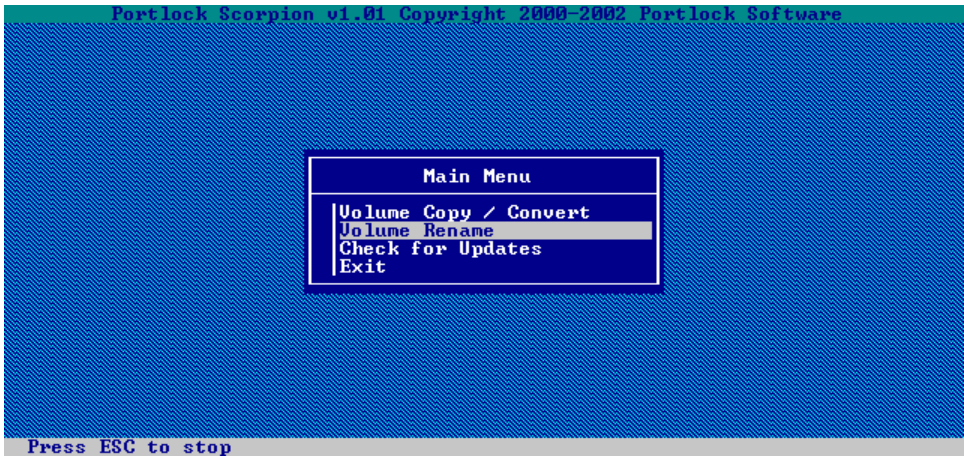 Portlock Scorpion v1.01 Copyright 2000-2002 Portlock Software
Main Menu
Volume Copy / Convert
Volume Rename
Check for Updates
Exit
Press ESC to stop